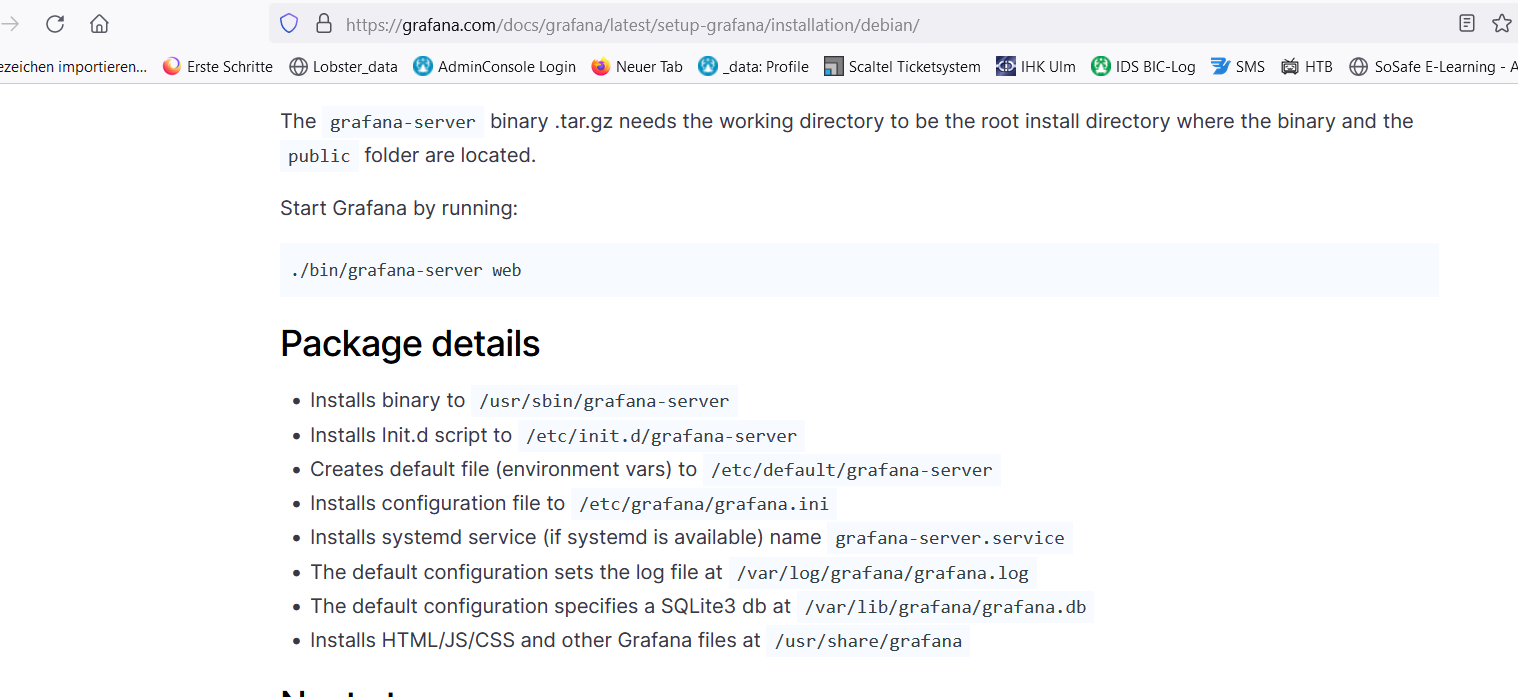 https://grafana.com/docs/grafana/latest/setup-grafana/installation/debian/
ezeichen importieren... Erste Schritte Lobster_data AdminConsole Login Neuer Tab _data: Profile Scaltel Ticketsystem IHK Ulm IDS BIC-Log SMS HTB SoSafe E-Learning - A
The grafana-server binary .tar.gz needs the working directory to be the root install directory where the binary and the
public folder are located.
Start Grafana by running:
./bin/grafana-server web
Package details
• Installs binary to /usr/sbin/grafana-server
• Installs Init.d script to /etc/init.d/grafana-server
• Creates default file (environment vars) to /etc/default/grafana-server
• Installs configuration file to /etc/grafana/grafana.ini
• Installs systemd service (if systemd is available) name grafana-server.service
• The default configuration sets the log file at /var/log/grafana/grafana.log
• The default configuration specifies a SQLite3 db at /var/lib/grafana/grafana.db
• Installs HTML/JS/CSS and other Grafana files at /usr/share/grafana